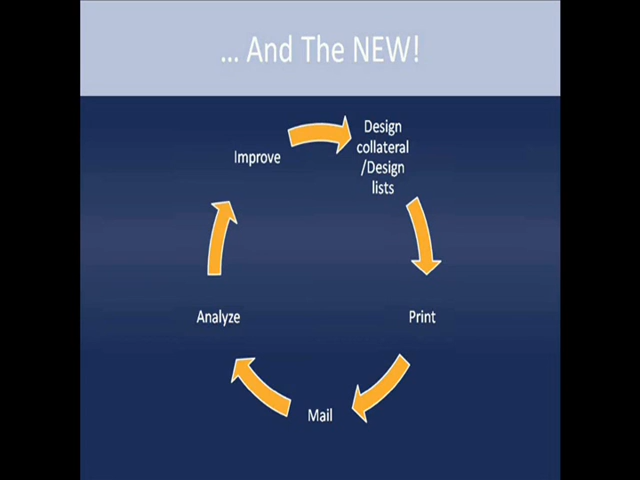 ... And The NEW!
Design
collateral
/Design
lists
Improve
Analyze
Print
Mail